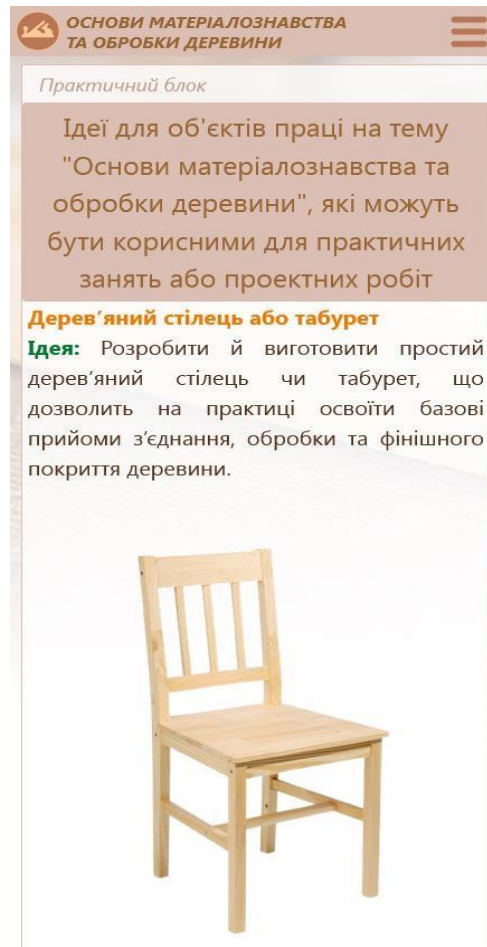 ОСНОВИ МАТЕРІАЛОЗНАВСТВА
ТА ОБРОБКИ ДЕРЕВИНИ
Практичний блок
Ідеї для об'єктів праці на тему
"Основи матеріалознавства та
обробки деревини", які можуть
бути корисними для практичних
занять або проектних робіт
Дерев’яний стілець або табурет
Ідея: Розробити й виготовити простий
дерев’яний стілець чи табурет, що
дозволить на практиці освоїти базові
прийоми з’єднання, обробки та фінішного
покриття деревини.